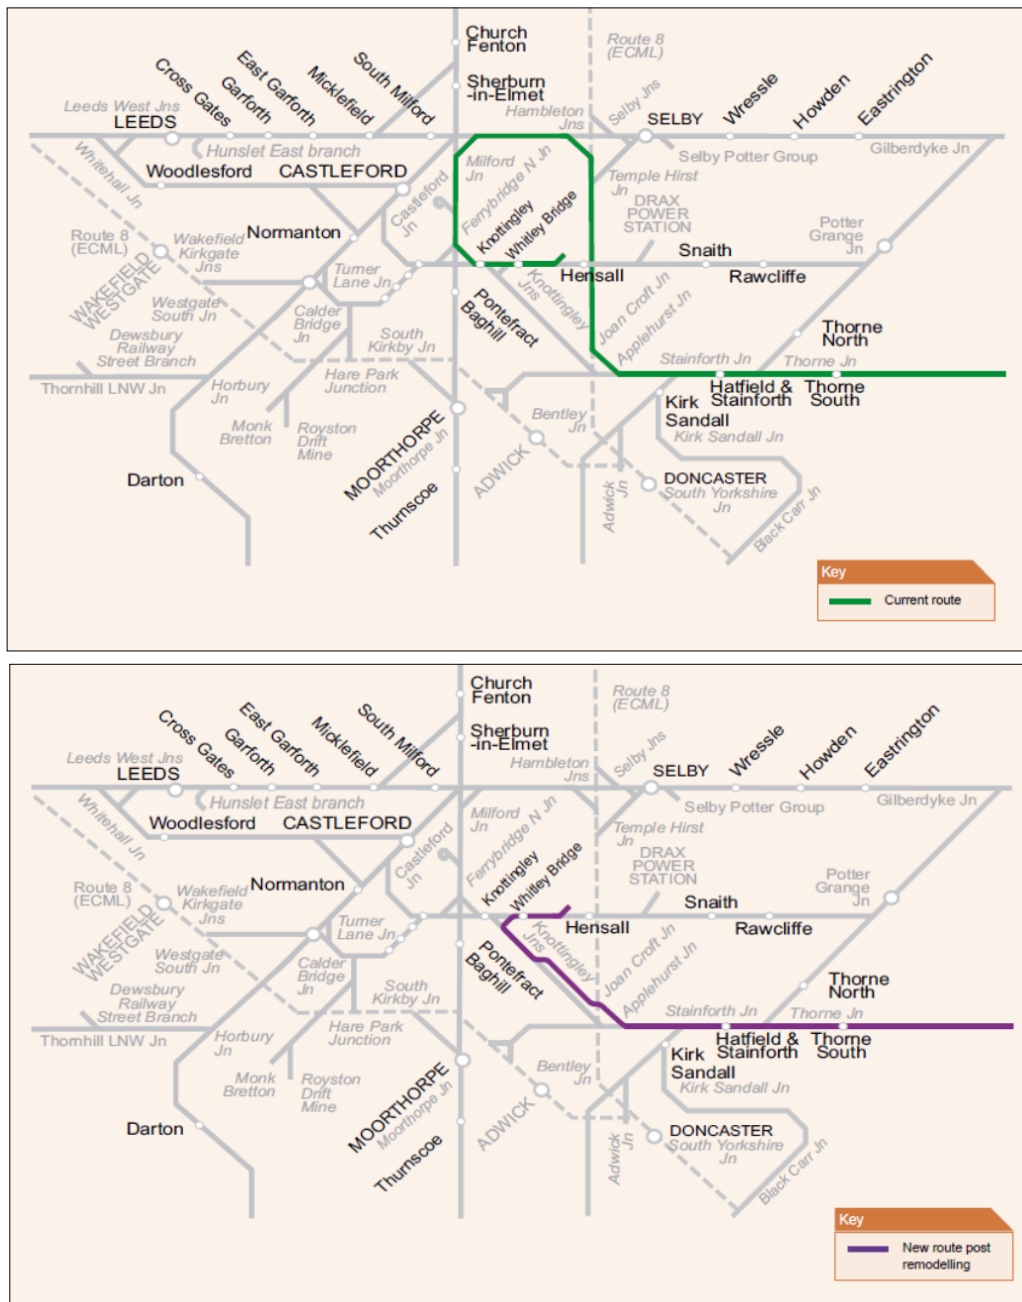 Church
Fenton
Route 8
(ECML)
South Milford
Micklefield
East Garforth
Garforth
Cross Gates
Sherburn
-in-Elmet
Hambleton
Jns
Selby Jns
Wressle
Howden
Eastrington
Leeds West Jns
LEEDS
SELBY
Hunslet East branch
Selby Potter Group
Gilberdyke Jn
Whitehall Jn
Woodlesford
CASTLEFORD
Castleford
Jn
Milford
Jn
Ferrybridge N Jn
Temple Hirst
Jn
DRAX
POWER
STATION
Knottingley
Whitley Bridge
Potter
Grange
Jn
Normanton
Route 8
(ECML)
Wakefield
Kirkgate
Jns
WAKEFIELD
WESTGATE
Turner
Lane Jn
Hensall
Snaith
Rawcliffe
Knottingley
Jns
Joan Croft Jn
Applehurst Jn
Westgate
South Jn
Calder
Bridge
Jn
Pontefract
Baghill
South
Kirkby Jn
Thorne
North
Dewsbury
Railway
Street Branch
Stainforth Jn
Thorne Jn
Thornhill LNW Jn
Horbury
Jn
Hare Park
Junction
Hatfield &
Stainforth
Thorne
South
Kirk
Sandall
Kirk Sandall Jn
Monk
Bretton
Royston
Drift
Mine
MOORTHORPE
Moorthorpe Jn
Bentley
Jn
ADWICK
Darton
Thurnscoe
Adwick
Jn
DONCASTER
South Yorkshire
Jn
Black Carr Jn
Key
Current route
Church
Fenton
Route 8
(ECML)
South Milford
Micklefield
East Garforth
Garforth
Cross Gates
Sherburn
-in-Elmet
Hambleton
Jns
Selby Jns
Wressle
Howden
Eastrington
Leeds West Jns
LEEDS
SELBY
Hunslet East branch
Selby Potter Group
Gilberdyke Jn
Whitehall Jn
Woodlesford
CASTLEFORD
Castleford
Jn
Milford
Jn
Ferrybridge N Jn
Temple Hirst
Jn
DRAX
POWER
STATION
Knottingley
Whitley Bridge
Potter
Grange
Jn
Normanton
Route 8
(ECML)
Wakefield
Kirkgate
Jns
WAKEFIELD
WESTGATE
Turner
Lane Jn
Hensall
Snaith
Rawcliffe
Knottingley
Jns
Joan Croft Jn
Applehurst Jn
Westgate
South Jn
Calder
Bridge
Jn
Pontefract
Baghill
South
Kirkby Jn
Thorne
North
Dewsbury
Railway
Street Branch
Stainforth Jn
Thorne Jn
Thornhill LNW Jn
Horbury
Jn
Hare Park
Junction
Hatfield &
Stainforth
Thorne
South
Kirk
Sandall
Kirk Sandall Jn
Monk
Bretton
Royston
Drift
Mine
MOORTHORPE
Moorthorpe Jn
Bentley
Jn
ADWICK
Darton
Thurnscoe
Adwick
Jn
DONCASTER
South Yorkshire
Jn
Black Carr Jn
Key
New route post
remodelling